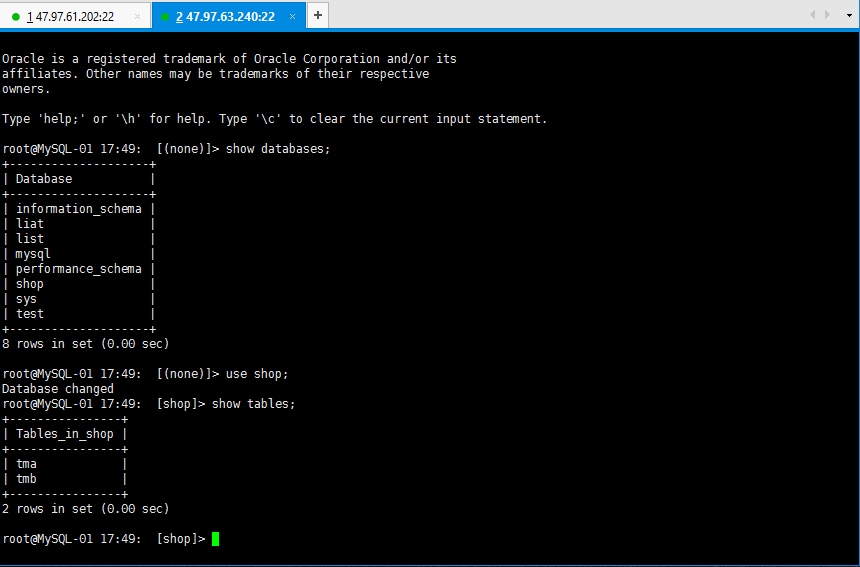 1 47.97.61.202:22 × 2 47.97.63.240:22 × +
Oracle is a registered trademark of Oracle Corporation and/or its
affiliates. Other names may be trademarks of their respective
owners.
Type 'help;' or '\h' for help. Type '\c' to clear the current input statement.
root@MySQL-01 17:49:  [(none)]> show databases;
+--------------------+
| Database           |
+--------------------+
| information_schema |
| liat               |
| list               |
| mysql              |
| performance_schema |
| shop               |
| sys                |
| test               |
+--------------------+
8 rows in set (0.00 sec)
root@MySQL-01 17:49:  [(none)]> use shop;
Database changed
root@MySQL-01 17:49:  [shop]> show tables;
+----------------+
| Tables_in_shop |
+----------------+
| tma            |
| tmb            |
+----------------+
2 rows in set (0.00 sec)
root@MySQL-01 17:49:  [shop]>